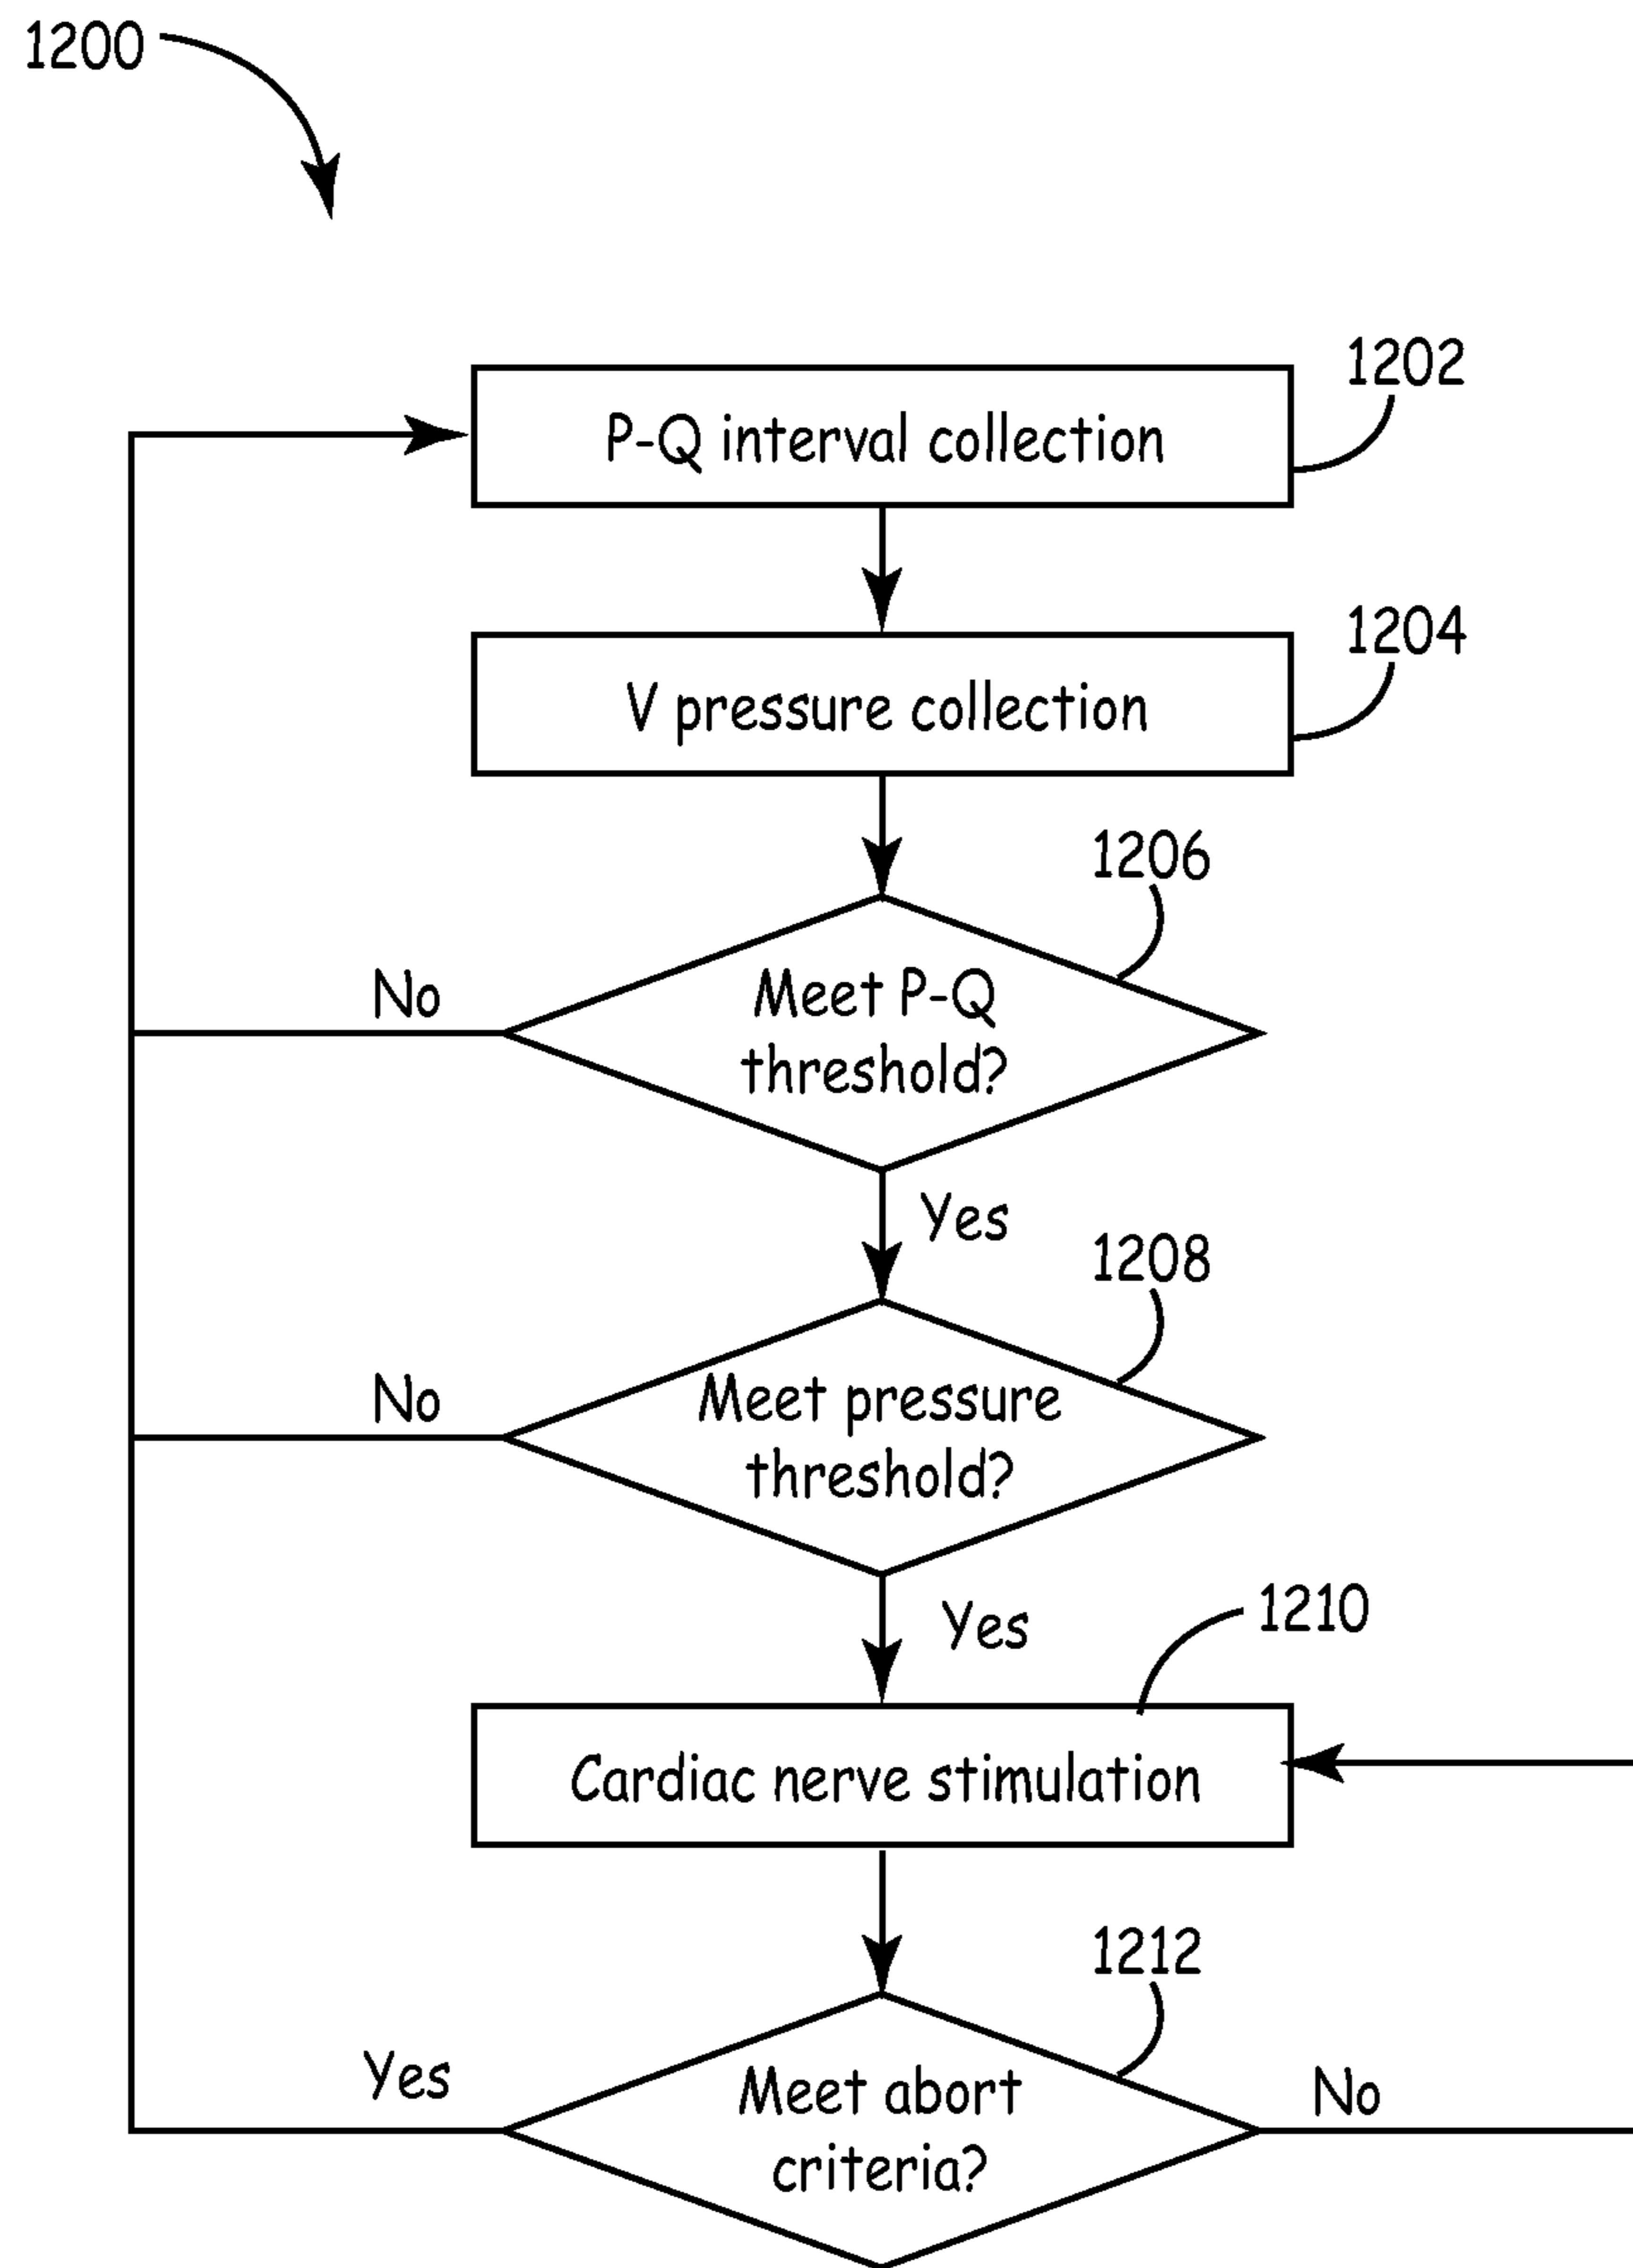 1200
1202
P-Q interval collection
1204
V pressure collection
1206
No
Meet P-Q
threshold?
Yes
1208
No
Meet pressure
threshold?
Yes
1210
Cardiac nerve stimulation
1212
Yes
Meet abort
criteria?
No